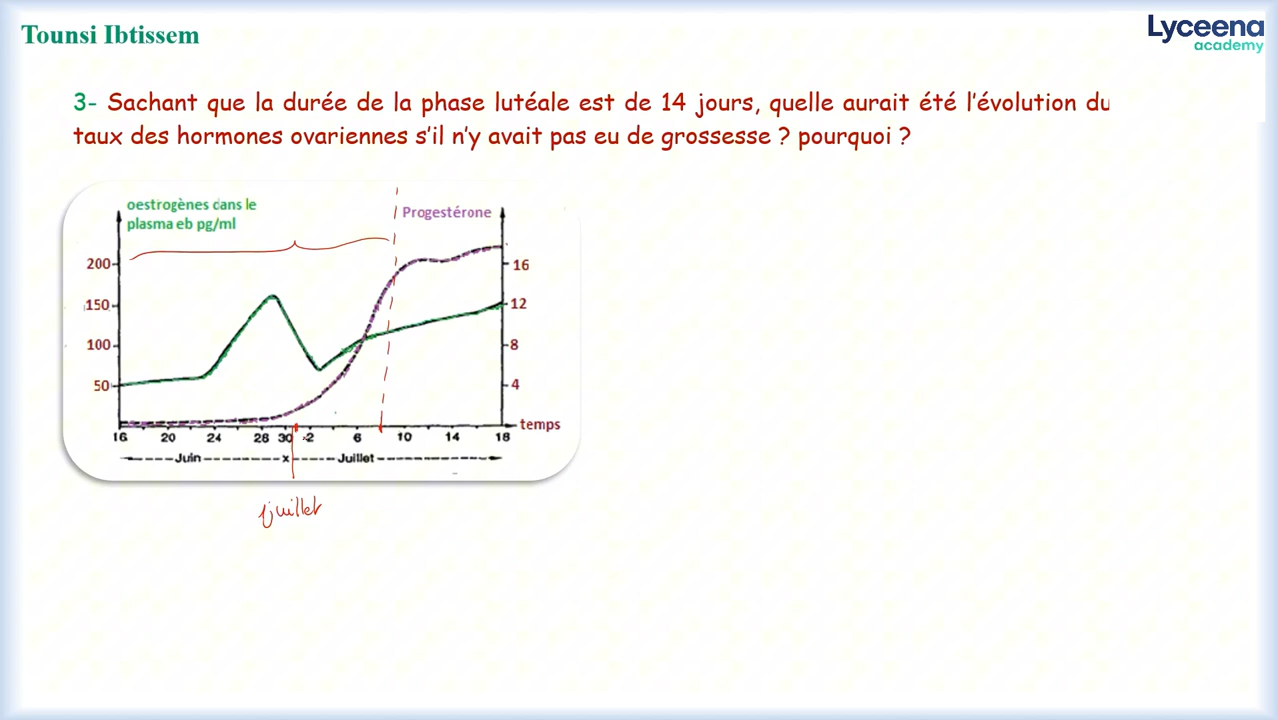 Tounsi Ibtissem
Lyceena
academy
3- Sachant que la durée de la phase lutéale est de 14 jours, quelle aurait été l'évolution du
taux des hormones ovariennes s'il n'y avait pas eu de grossesse ? pourquoi ?
oestrogènes dans le
plasma eb pg/ml
Progestérone
200
150
100
50
16
12
8
4
temps
16 20 24 28 30 2 6 10 14 18
Juin x Juillet
1juillet